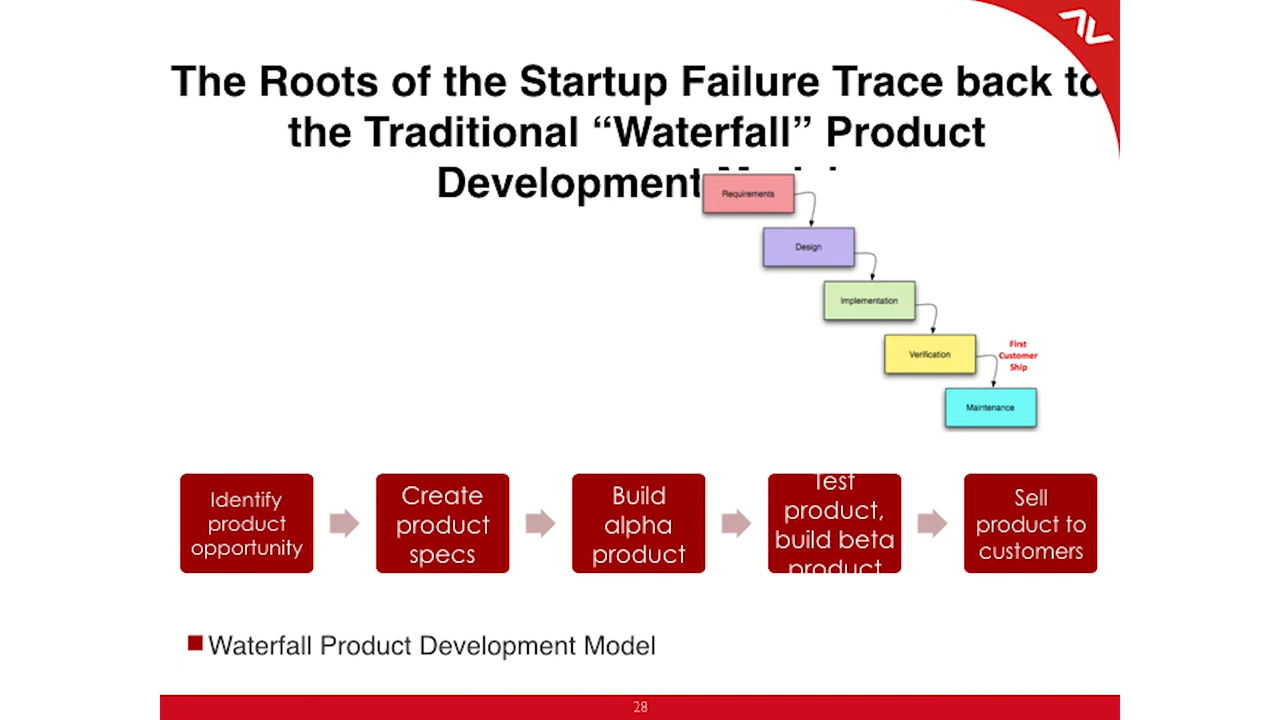 The Roots of the Startup Failure Trace back to
the Traditional “Waterfall” Product
Development
Requirements
Design
Implementation
Verification
First
Customer
Ship
Maintenance
Identify
product
opportunity
Create
product
specs
Build
alpha
product
Test
product,
build beta
product
Sell
product to
customers
Waterfall Product Development Model
28